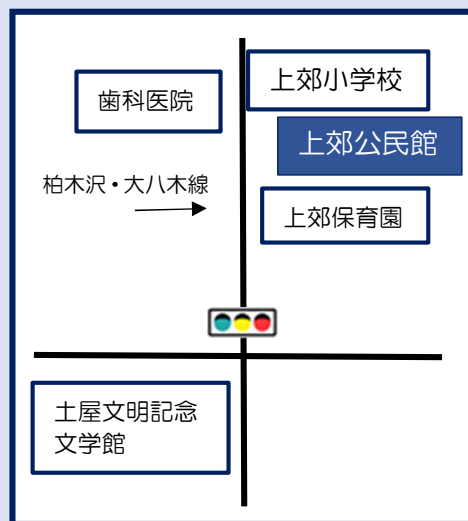 上郊小学校
歯科医院
上郊公民館
柏木沢・大八木線
上郊保育園
土屋文明記念
文学館